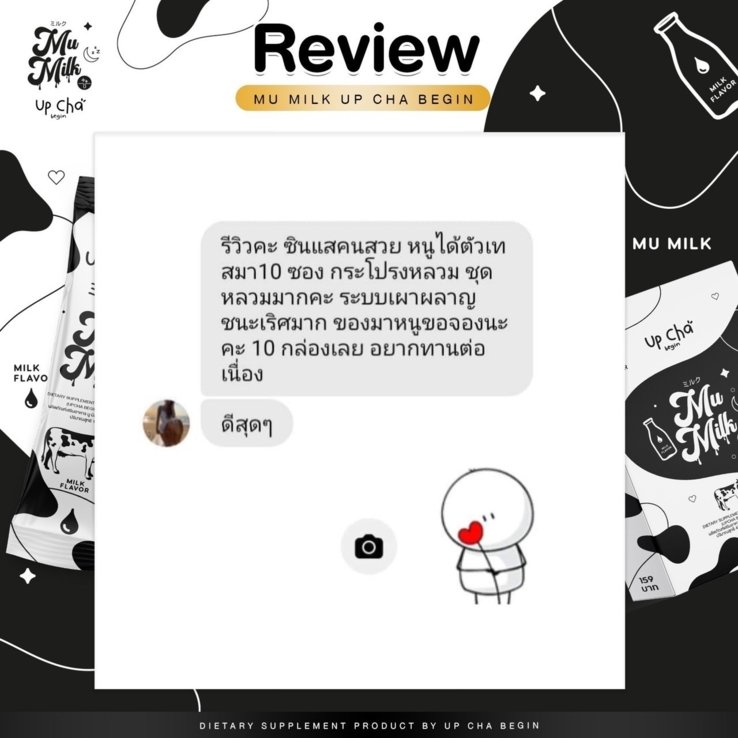 ミルク
Mu
Milk
Up Cha
begin
Review
MU MILK UP CHA BEGIN
MILK
FLAVOR
MU MILK
รีวิวคะ ซินแสคนสวย หนูได้ตัวเท
สมา10 ซอง กระโปรงหลวม ชุด
หลวมมากคะ ระบบเผาผลาญ
ชนะเริศมาก ของมาหนูขอจองนะ
คะ 10 กล่องเลย อยากทานต่อ
เนื่อง
ดีสุดๆ
MILK
FLAVO
MILK
FLAVOR
Up Cha
begin
ミルク
Mu
Milk
DIETARY SUPPLEMENT
159
บาท
DIETARY SUPPLEMENT PRODUCT BY UP CHA BEGIN